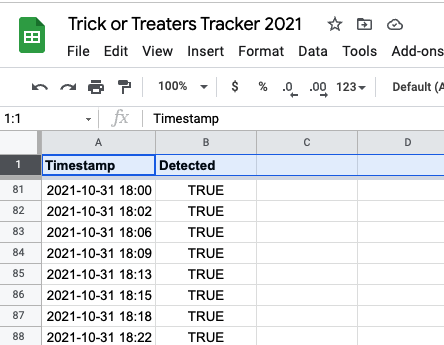 Trick or Treaters Tracker 2021
File Edit View Insert Format Data Tools Add-ons
100% $ % .0 .00 123 Default (A
1:1 fx Timestamp
A B C D
1 Timestamp Detected
81 2021-10-31 18:00 TRUE
82 2021-10-31 18:02 TRUE
83 2021-10-31 18:06 TRUE
84 2021-10-31 18:09 TRUE
85 2021-10-31 18:13 TRUE
86 2021-10-31 18:15 TRUE
87 2021-10-31 18:18 TRUE
88 2021-10-31 18:22 TRUE